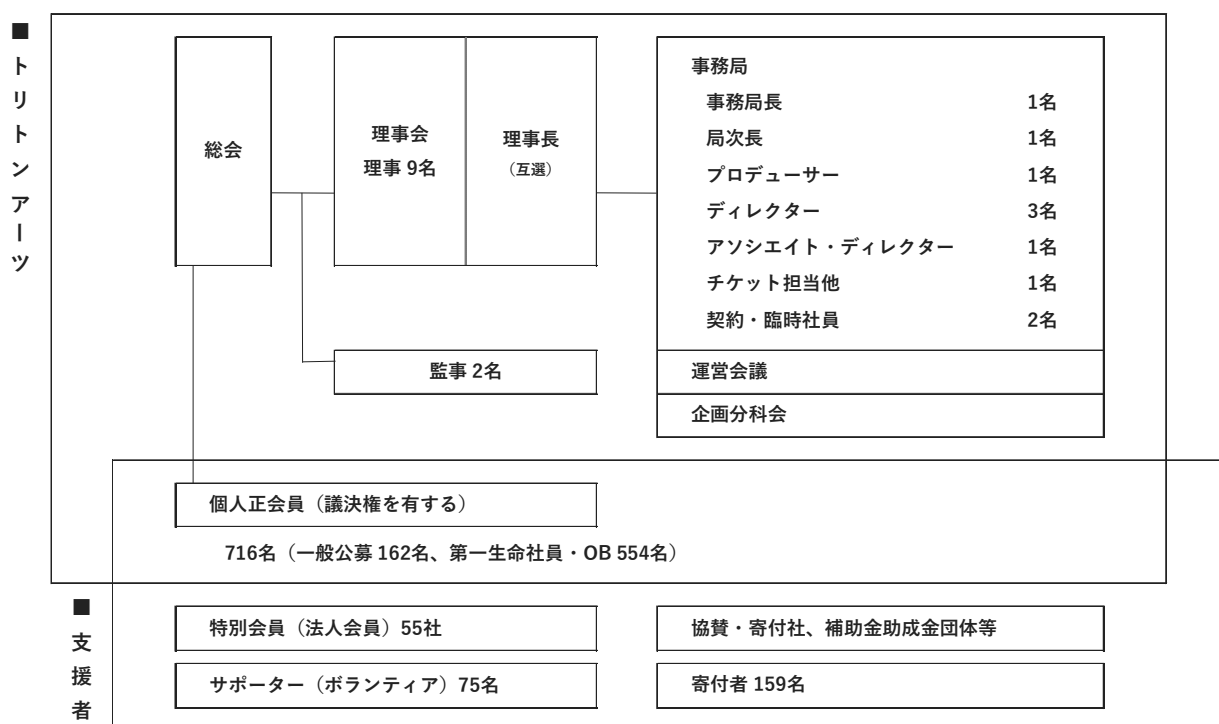 ■トリトンアーツ
総会
理事会
理事 9名
理事長
（互選）
事務局
事務局長 1名
局次長 1名
プロデューサー 1名
ディレクター 3名
アソシエイト・ディレクター 1名
チケット担当他 1名
契約・臨時社員 2名
監事 2名
運営会議
企画分科会
個人正会員（議決権を有する）
716名（一般公募 162名、第一生命社員・OB 554名）
■支援者
特別会員（法人会員）55社
協賛・寄付社、補助金助成金団体等
サポーター（ボランティア）75名
寄付者 159名